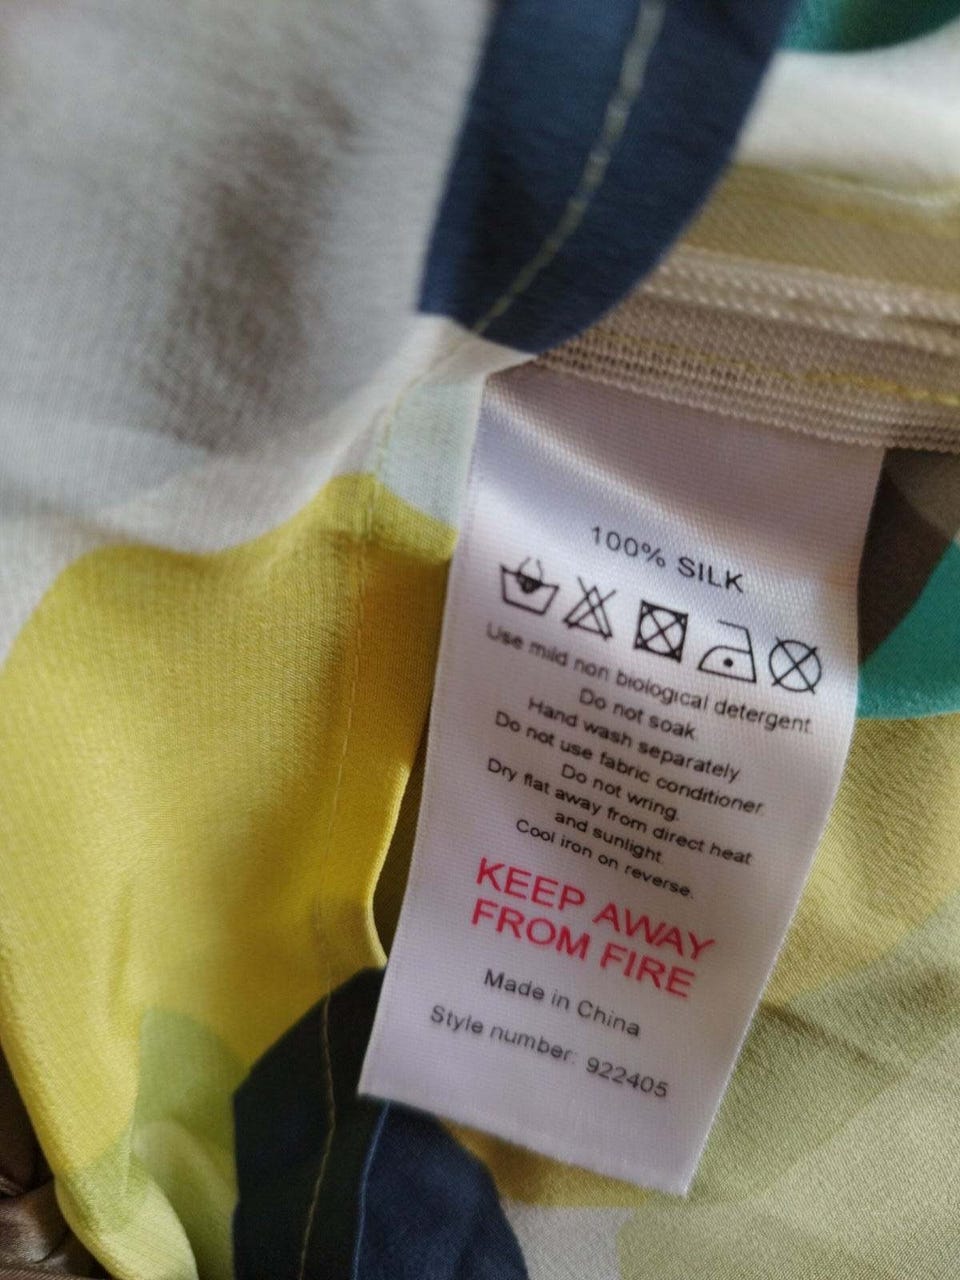 100% SILK
Use mild non biological detergent.
Do not soak.
Hand wash separately.
Do not use fabric conditioner.
Do not wring.
Dry flat away from direct heat
and sunlight.
Cool iron on reverse.
KEEP AWAY
FROM FIRE
Made in China
Style number: 922405